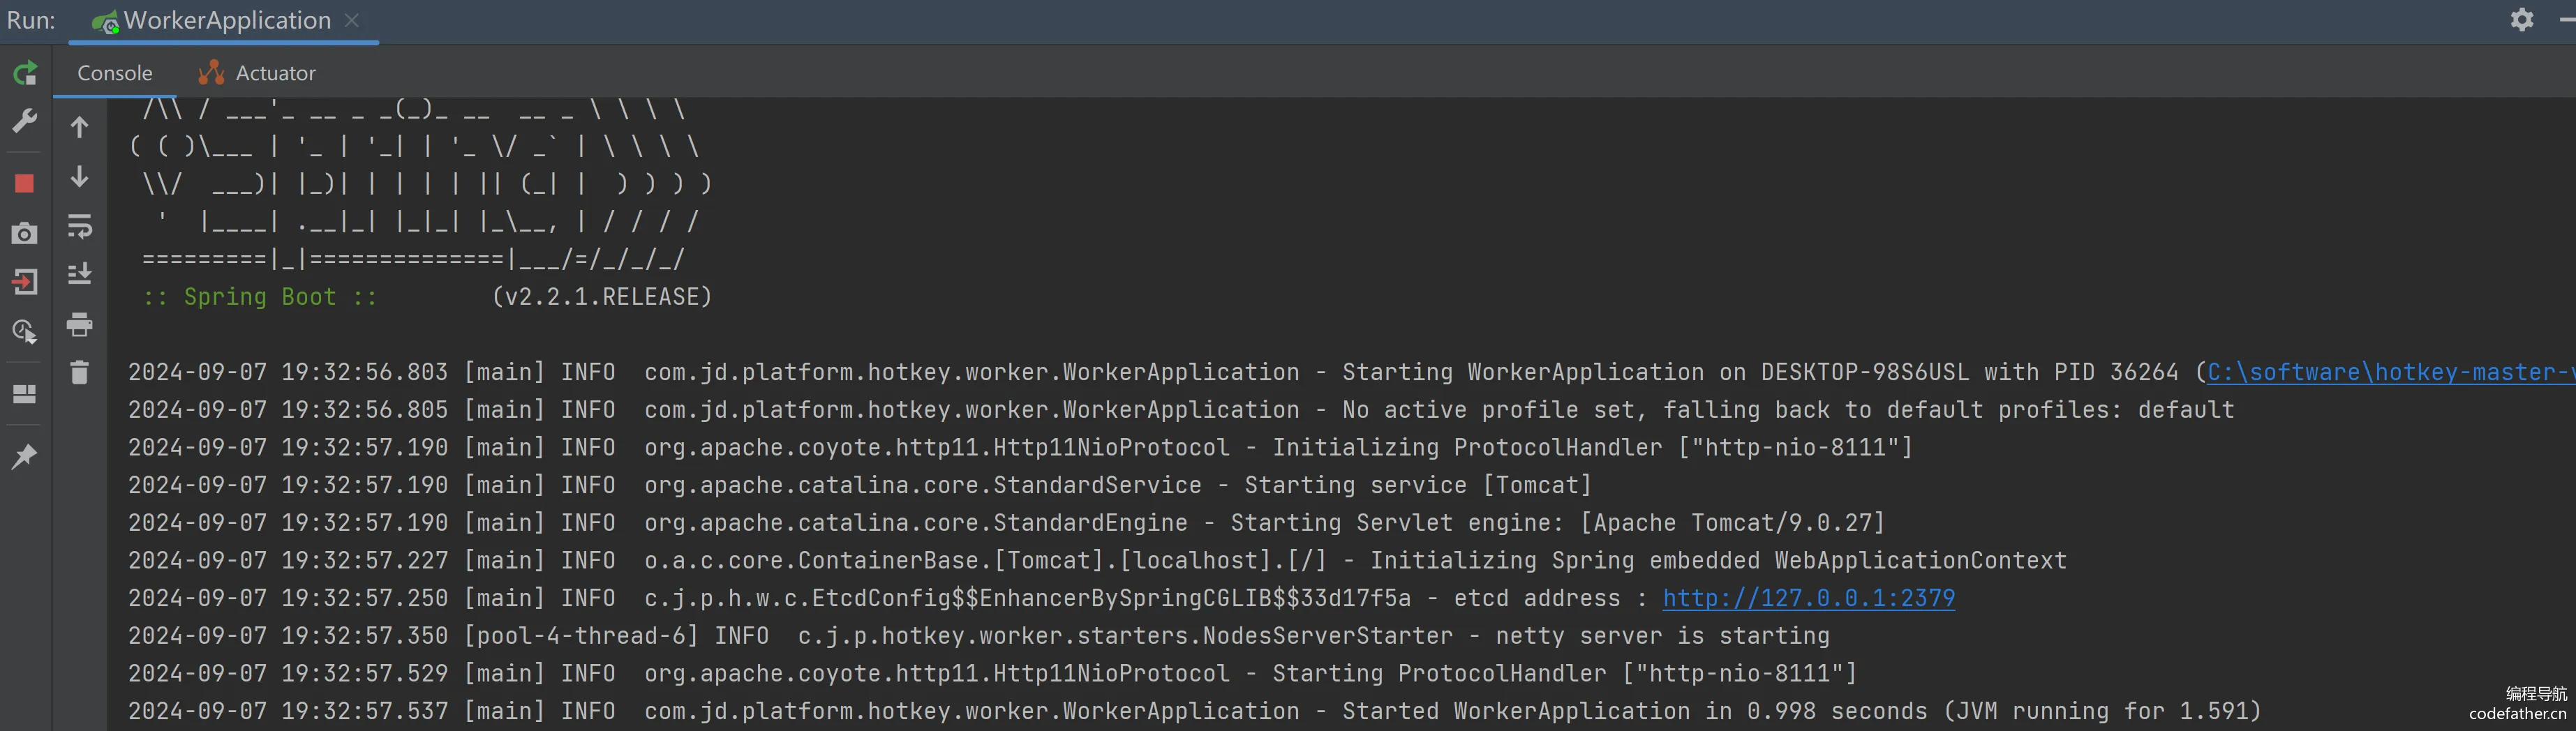 Run: WorkerApplication
Console Actuator
 /\\ / ___'_ __ _ _(_)_ __  __ _ \ \ \ \
( ( )\___ | '_ | '_| | '_ \/ _` | \ \ \ \
 \\/  ___)| |_)| | | | | || (_| |  ) ) ) )
  '  |____| .__|_| |_|_| |_\__, | / / / /
 =========|_|==============|___/=/_/_/_/
 :: Spring Boot ::        (v2.2.1.RELEASE)
2024-09-07 19:32:56.803 [main] INFO  com.jd.platform.hotkey.worker.WorkerApplication - Starting WorkerApplication on DESKTOP-98S6USL with PID 36264 (C:\software\hotkey-master-v
2024-09-07 19:32:56.805 [main] INFO  com.jd.platform.hotkey.worker.WorkerApplication - No active profile set, falling back to default profiles: default
2024-09-07 19:32:57.190 [main] INFO  org.apache.coyote.http11.Http11NioProtocol - Initializing ProtocolHandler ["http-nio-8111"]
2024-09-07 19:32:57.190 [main] INFO  org.apache.catalina.core.StandardService - Starting service [Tomcat]
2024-09-07 19:32:57.190 [main] INFO  org.apache.catalina.core.StandardEngine - Starting Servlet engine: [Apache Tomcat/9.0.27]
2024-09-07 19:32:57.227 [main] INFO  o.a.c.core.ContainerBase.[Tomcat].[localhost].[/] - Initializing Spring embedded WebApplicationContext
2024-09-07 19:32:57.250 [main] INFO  c.j.p.h.w.c.EtcdConfig$$EnhancerBySpringCGLIB$$33d17f5a - etcd address : http://127.0.0.1:2379
2024-09-07 19:32:57.350 [pool-4-thread-6] INFO  c.j.p.hotkey.worker.starters.NodesServerStarter - netty server is starting
2024-09-07 19:32:57.529 [main] INFO  org.apache.coyote.http11.Http11NioProtocol - Starting ProtocolHandler ["http-nio-8111"]
2024-09-07 19:32:57.537 [main] INFO  com.jd.platform.hotkey.worker.WorkerApplication - Started WorkerApplication in 0.998 seconds (JVM running for 1.591)
编程导航
codefather.cn